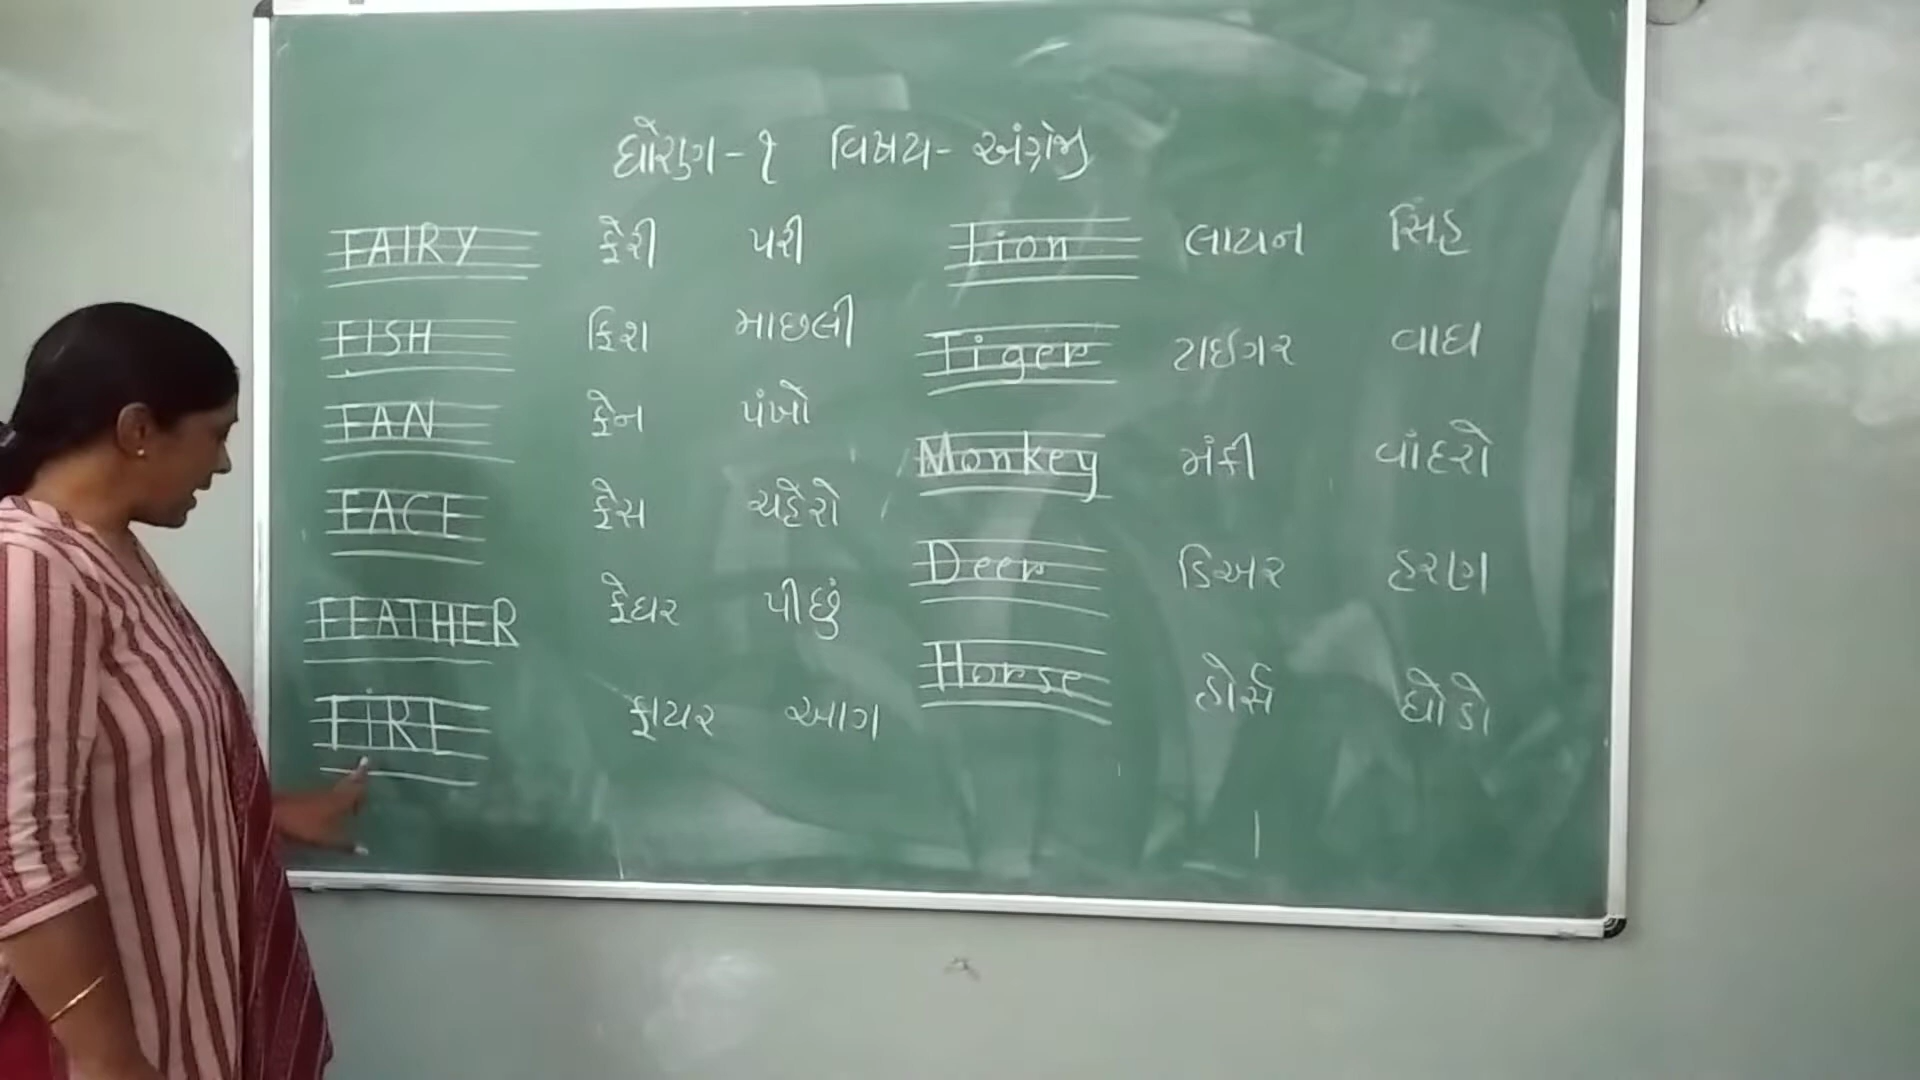 ધોરણ-૧ વિષય- અંગ્રેજી
FAIRY ફેરી પરી
FISH ફિશ માછલી
FAN ફેન પંખો
FACE ફેસ ચહેરો
FEATHER ફેધર પીછું
FIRE ફાયર આગ
Lion લાયન સિંહ
Tiger ટાઇગર વાઘ
Monkey મંકી વાંદરો
Deer ડિઅર હરણ
Horse હોર્સ ઘોડો